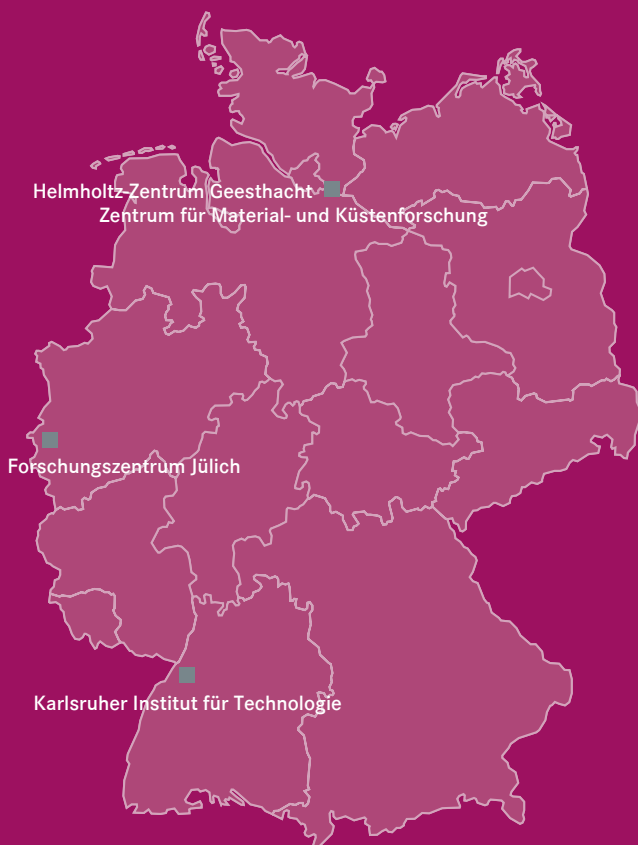 Helmholtz-Zentrum Geesthacht
Zentrum für Material- und Küstenforschung
Forschungszentrum Jülich
Karlsruher Institut für Technologie